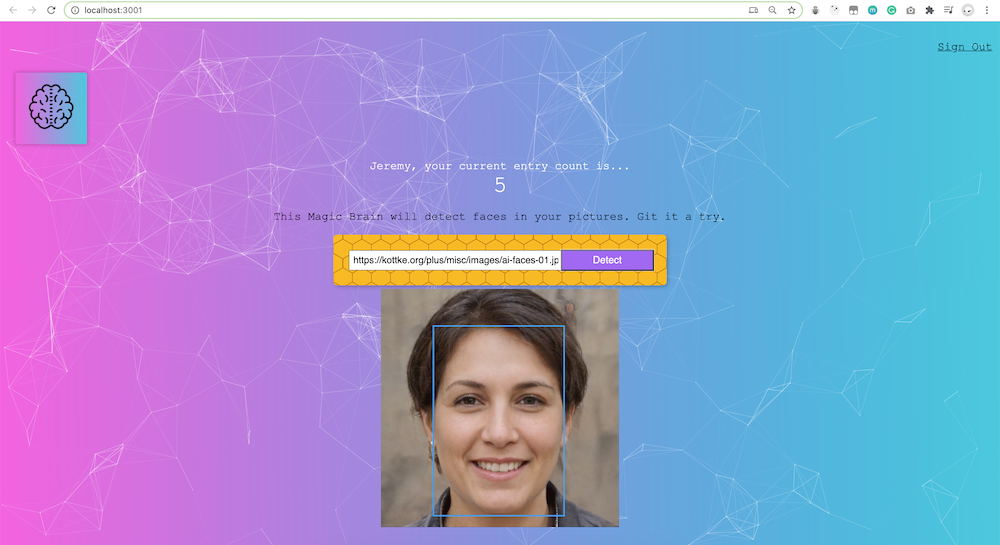 localhost:3001
Sign Out
Jeremy, your current entry count is...
5
This Magic Brain will detect faces in your pictures. Git it a try.
https://kottke.org/plus/misc/images/ai-faces-01.jp
Detect